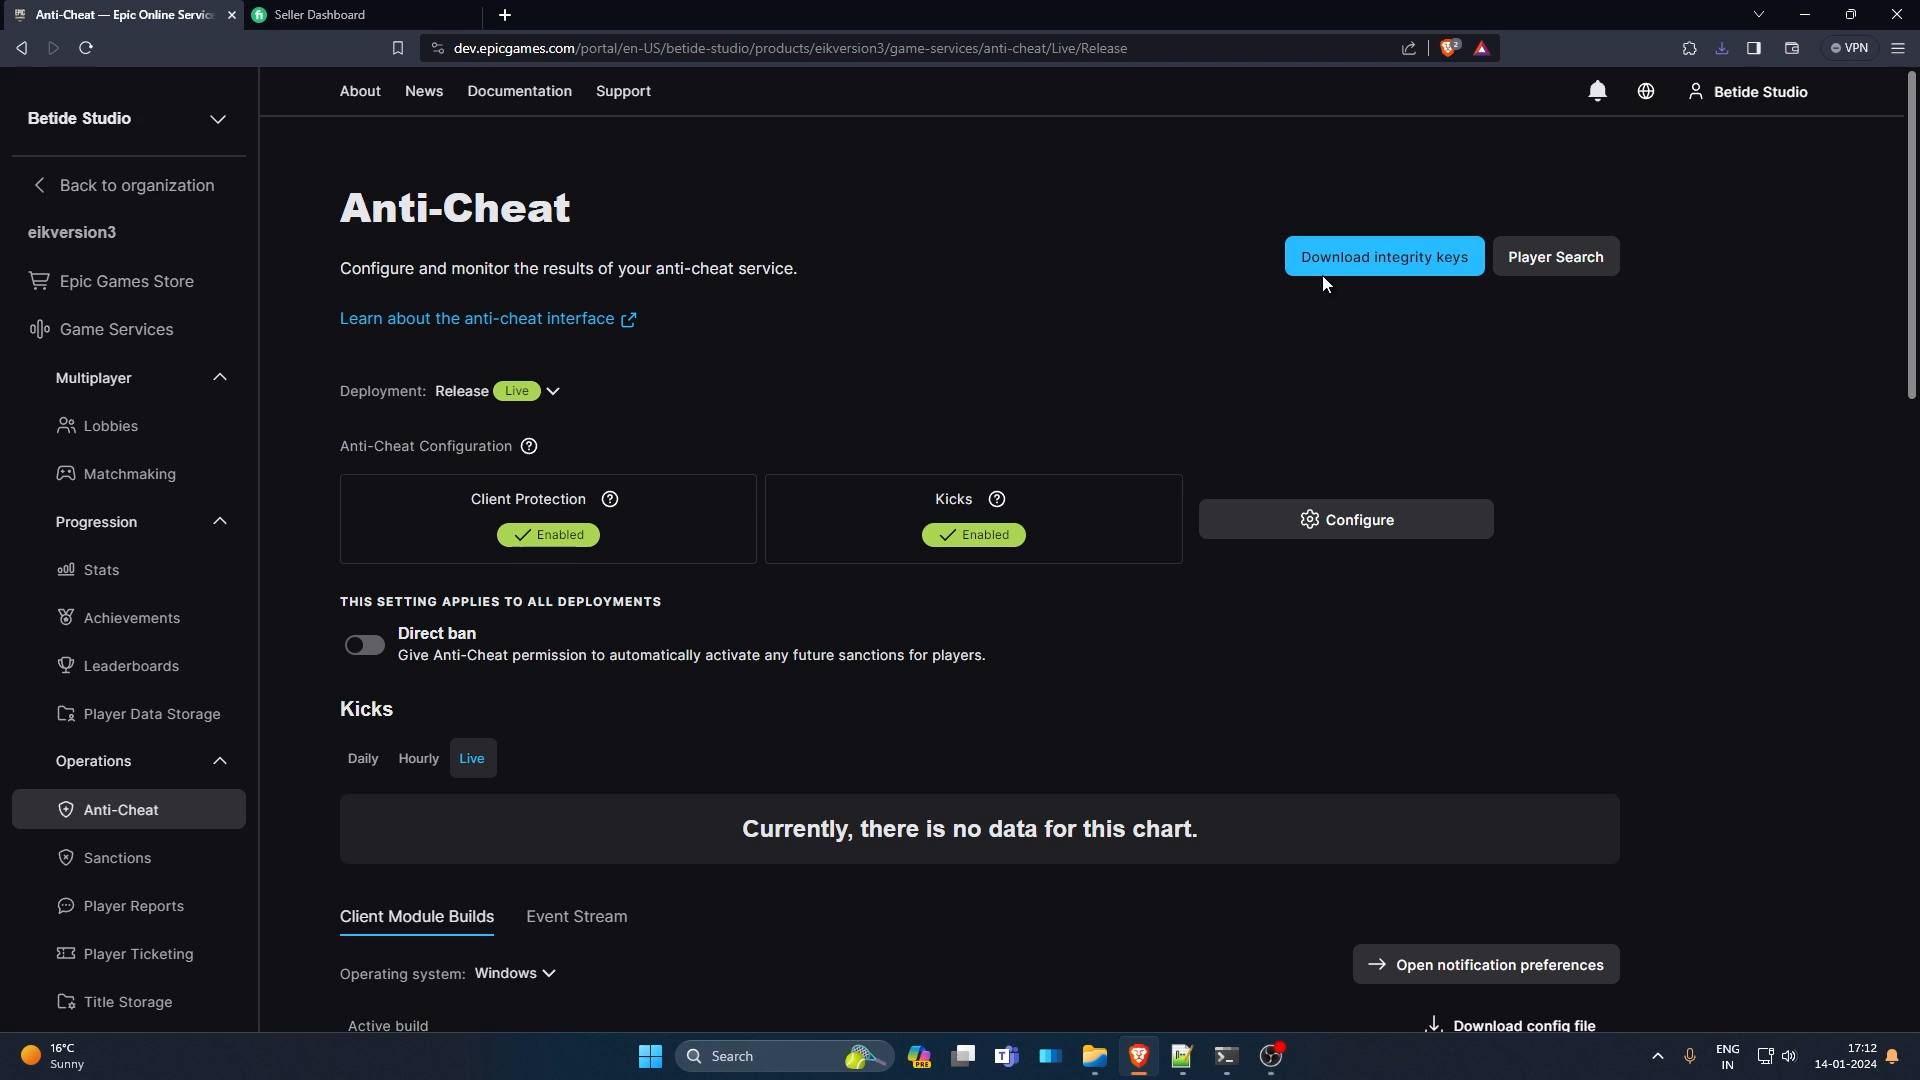 Anti-Cheat — Epic Online Service
Seller Dashboard
dev.epicgames.com/portal/en-US/betide-studio/products/eikversion3/game-services/anti-cheat/Live/Release
2
VPN
Betide Studio
About
News
Documentation
Support
Betide Studio
Back to organization
eikversion3
Epic Games Store
Game Services
Multiplayer
Lobbies
Matchmaking
Progression
Stats
Achievements
Leaderboards
Player Data Storage
Operations
Anti-Cheat
Sanctions
Player Reports
Player Ticketing
Title Storage
Anti-Cheat
Configure and monitor the results of your anti-cheat service.
Download integrity keys
Player Search
Learn about the anti-cheat interface
Deployment: Release Live
Anti-Cheat Configuration
Client Protection
Enabled
Kicks
Enabled
Configure
THIS SETTING APPLIES TO ALL DEPLOYMENTS
Direct ban
Give Anti-Cheat permission to automatically activate any future sanctions for players.
Kicks
Daily
Hourly
Live
Currently, there is no data for this chart.
Client Module Builds
Event Stream
Operating system: Windows
Open notification preferences
Active build
Download config file
16°C
Sunny
Search
PRE
ENG
IN
17:12
14-01-2024